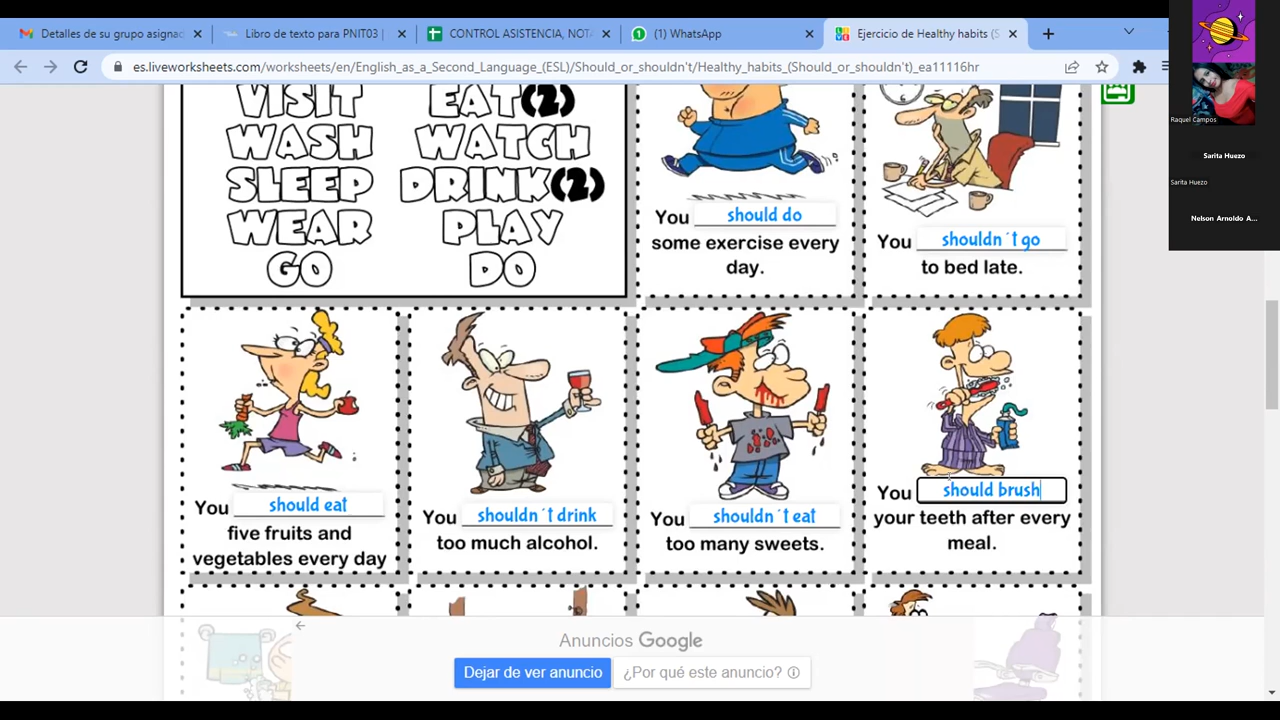 Detalles de su grupo asignad
Libro de texto para PNIT03 |
CONTROL ASISTENCIA, NOTA
(1) WhatsApp
Ejercicio de Healthy habits (S
es.liveworksheets.com/worksheets/en/English_as_a_Second_Language_(ESL)/Should_or_shouldn't/Healthy_habits_(Should_or_shouldn't)_ea11116hr
Raquel Campos
Sarita Huezo
Sarita Huezo
Nelson Arnoldo A...
VISIT EAT(2)
WASH WATCH
SLEEP DRINK(2)
WEAR PLAY
GO DO
You should do
some exercise every
day.
You shouldn´t go
to bed late.
You should eat
five fruits and
vegetables every day
You shouldn´t drink
too much alcohol.
You shouldn´t eat
too many sweets.
You should brush
your teeth after every
meal.
Anuncios Google
Dejar de ver anuncio
¿Por qué este anuncio?